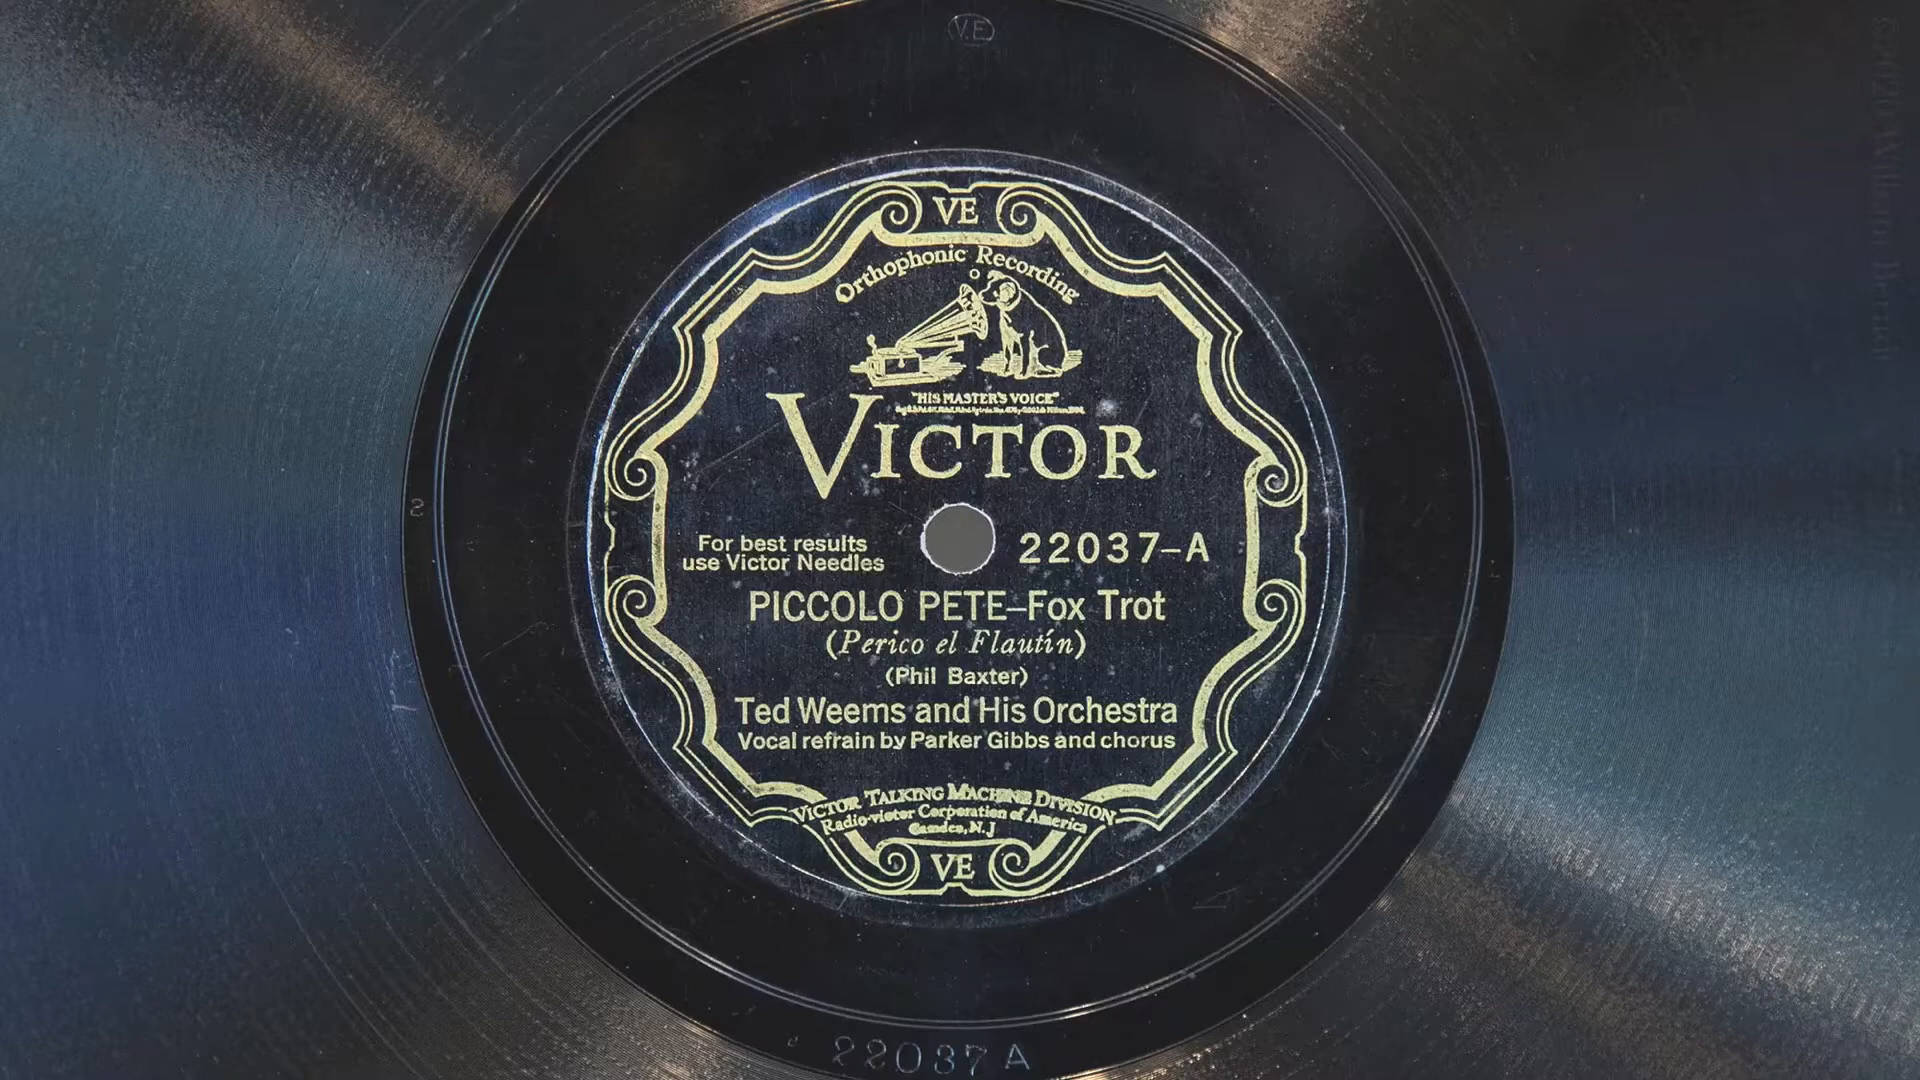 V.E
VE
Orthophonic Recording
"HIS MASTER'S VOICE"
VICTOR
For best results
use Victor Needles
22037-A
PICCOLO PETE–Fox Trot
(Perico el Flautín)
(Phil Baxter)
Ted Weems and His Orchestra
Vocal refrain by Parker Gibbs and chorus
VICTOR TALKING MACHINE DIVISION
Radio-victor Corporation of America
Camden, N.J
VE
2
22037 A